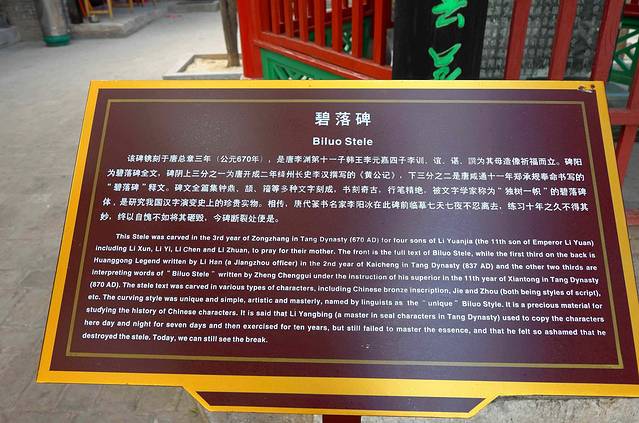 碧落碑
Biluo Stele
该碑镌刻于唐总章三年（公元670年），是唐李渊第十一子韩王李元嘉四子李训、谊、谌、譔为其母造像祈福而立。碑阳
为碧落碑全文，碑阴上三分之一为唐开成二年绛州长史李汉撰写的《黄公记》，下三分之二是唐咸通十一年郑承规奉命书写的
“碧落碑”释文。碑文全篇集钟鼎、颉、籀等多种文字刻成，书刻奇古，行笔精绝，被文字学家称为“独树一帜”的碧落碑
体，是研究我国汉字演变史上的珍贵实物。相传，唐代篆书名家李阳冰在此碑前临摹七天七夜不忍离去，练习十年之久不得其
妙，终以自愧不如将其砸毁，今碑断裂处便是。
This Stele was carved in the 3rd year of Zongzhang in Tang Dynasty (670 AD) for four sons of Li Yuanjia (the 11th son of Emperor Li Yuan)
including Li Xun, Li Yi, Li Chen and Li Zhuan, to pray for their mother. The front is the full text of Biluo Stele, while the first third on the back is
Huanggong Legend written by Li Han (a Jiangzhou officer) in the 2nd year of Kaicheng in Tang Dynasty (837 AD) and the other two thirds are
interpreting words of “Biluo Stele” written by Zheng Chenggui under the instruction of his superior in the 11th year of Xiantong in Tang Dynasty
(870 AD). The stele text was carved in various types of characters, including Chinese bronze inscription, Jie and Zhou (both being styles of script),
etc. The curving style was unique and simple, artistic and masterly, named by linguists as the “unique” Biluo Stele. It is a precious material for
studying the history of Chinese characters. It is said that Li Yangbing (a master in seal characters in Tang Dynasty) used to copy the characters
here day and night for seven days and then exercised for ten years, but still failed to master the essence, and that he felt so ashamed that he
destroyed the stele. Today, we can still see the break.